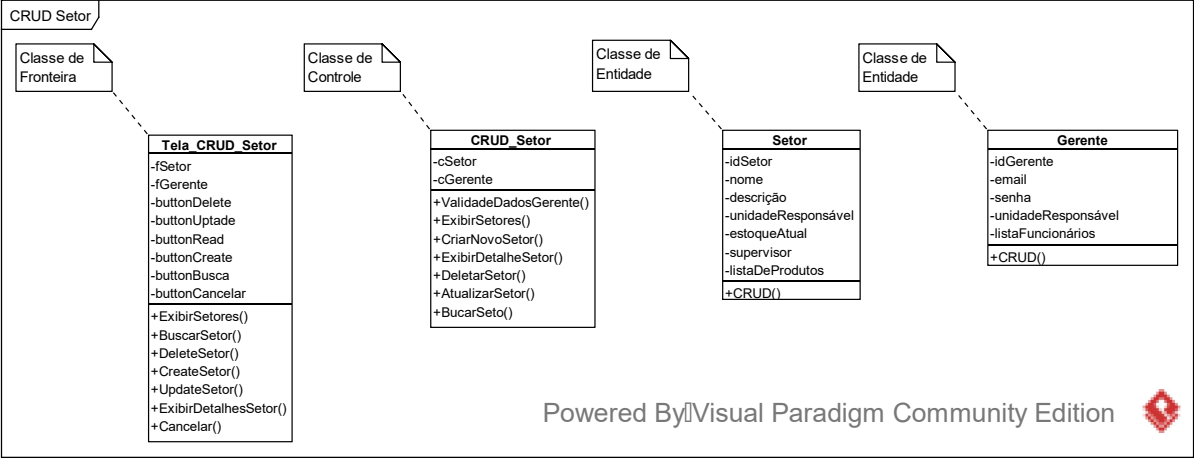 CRUD Setor
Classe de
Fronteira
Tela_CRUD_Setor
-fSetor
-fGerente
-buttonDelete
-buttonUptade
-buttonRead
-buttonCreate
-buttonBusca
-buttonCancelar
+ExibirSetores()
+BuscarSetor()
+DeleteSetor()
+CreateSetor()
+UpdateSetor()
+ExibirDetalhesSetor()
+Cancelar()
Classe de
Controle
CRUD_Setor
-cSetor
-cGerente
+ValidadeDadosGerente()
+ExibirSetores()
+CriarNovoSetor()
+ExibirDetalheSetor()
+DeletarSetor()
+AtualizarSetor()
+BucarSeto()
Classe de
Entidade
Setor
-idSetor
-nome
-descrição
-unidadeResponsável
-estoqueAtual
-supervisor
-listaDeProdutos
+CRUD()
Classe de
Entidade
Gerente
-idGerente
-email
-senha
-unidadeResponsável
-listaFuncionários
+CRUD()
Powered By Visual Paradigm Community Edition